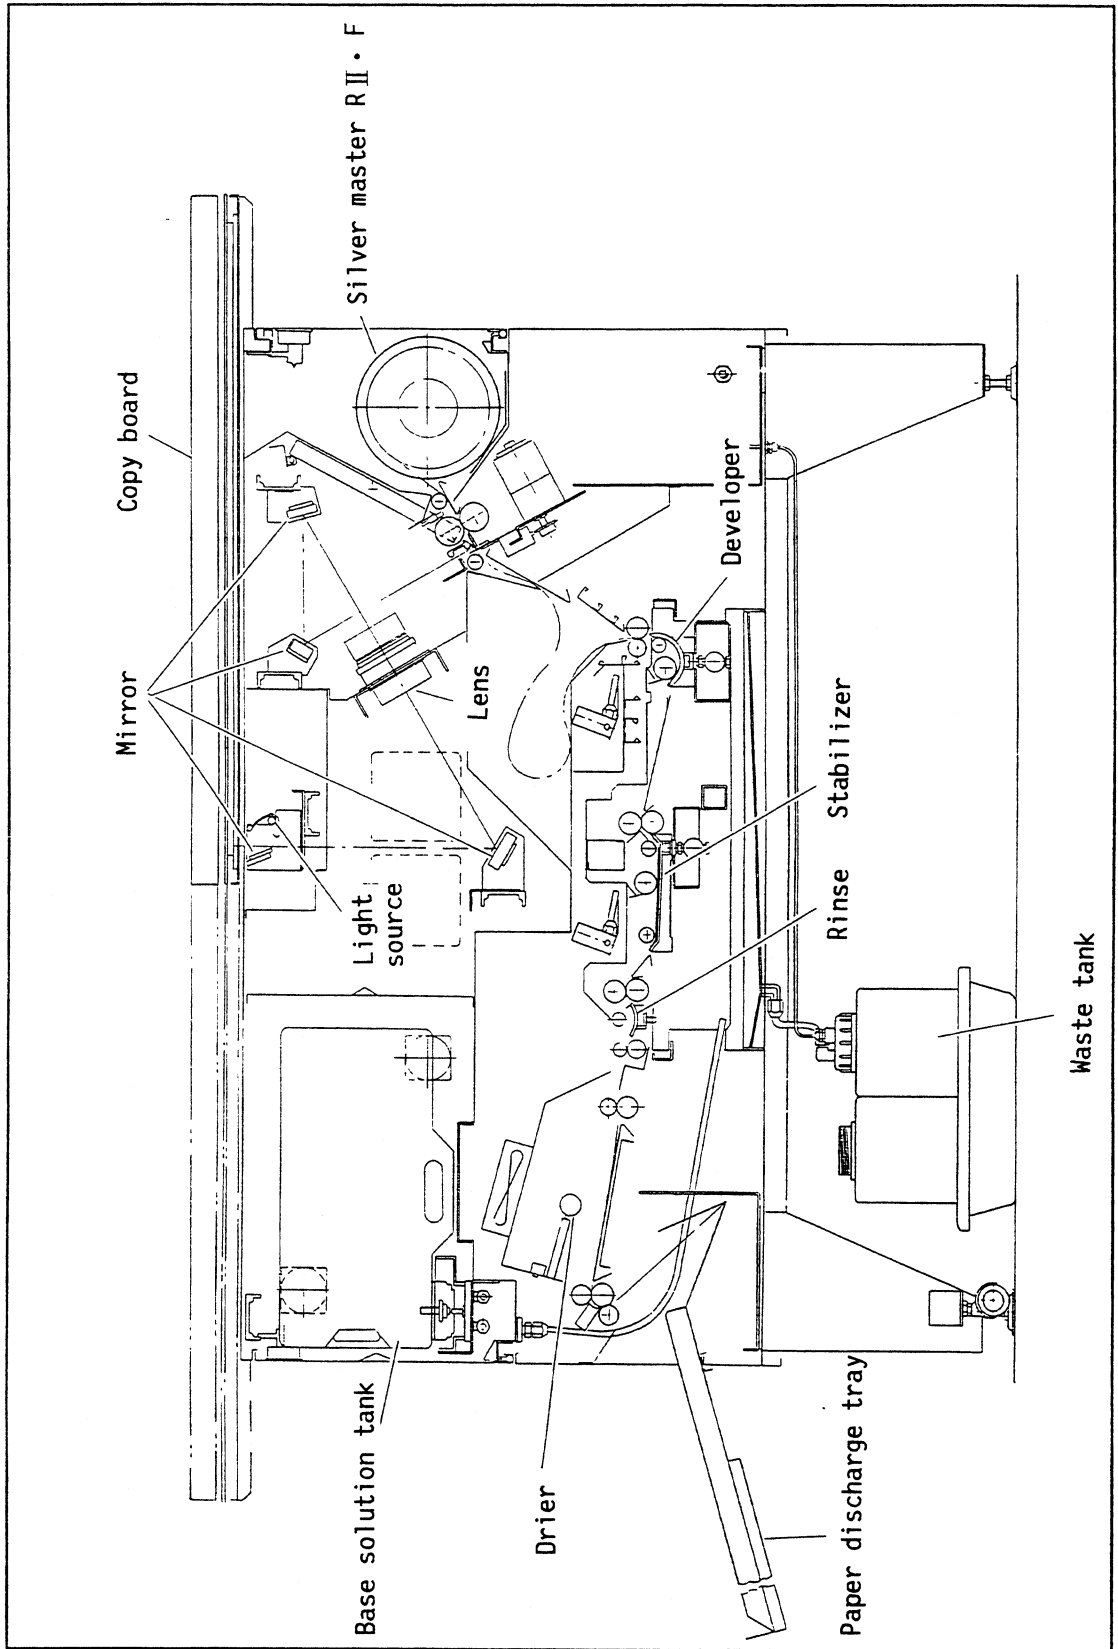 Silver master RⅡ・F
Copy board
Mirror
Lens
Developer
Light
source
Stabilizer
Rinse
Waste tank
Base solution tank
Drier
Paper discharge tray